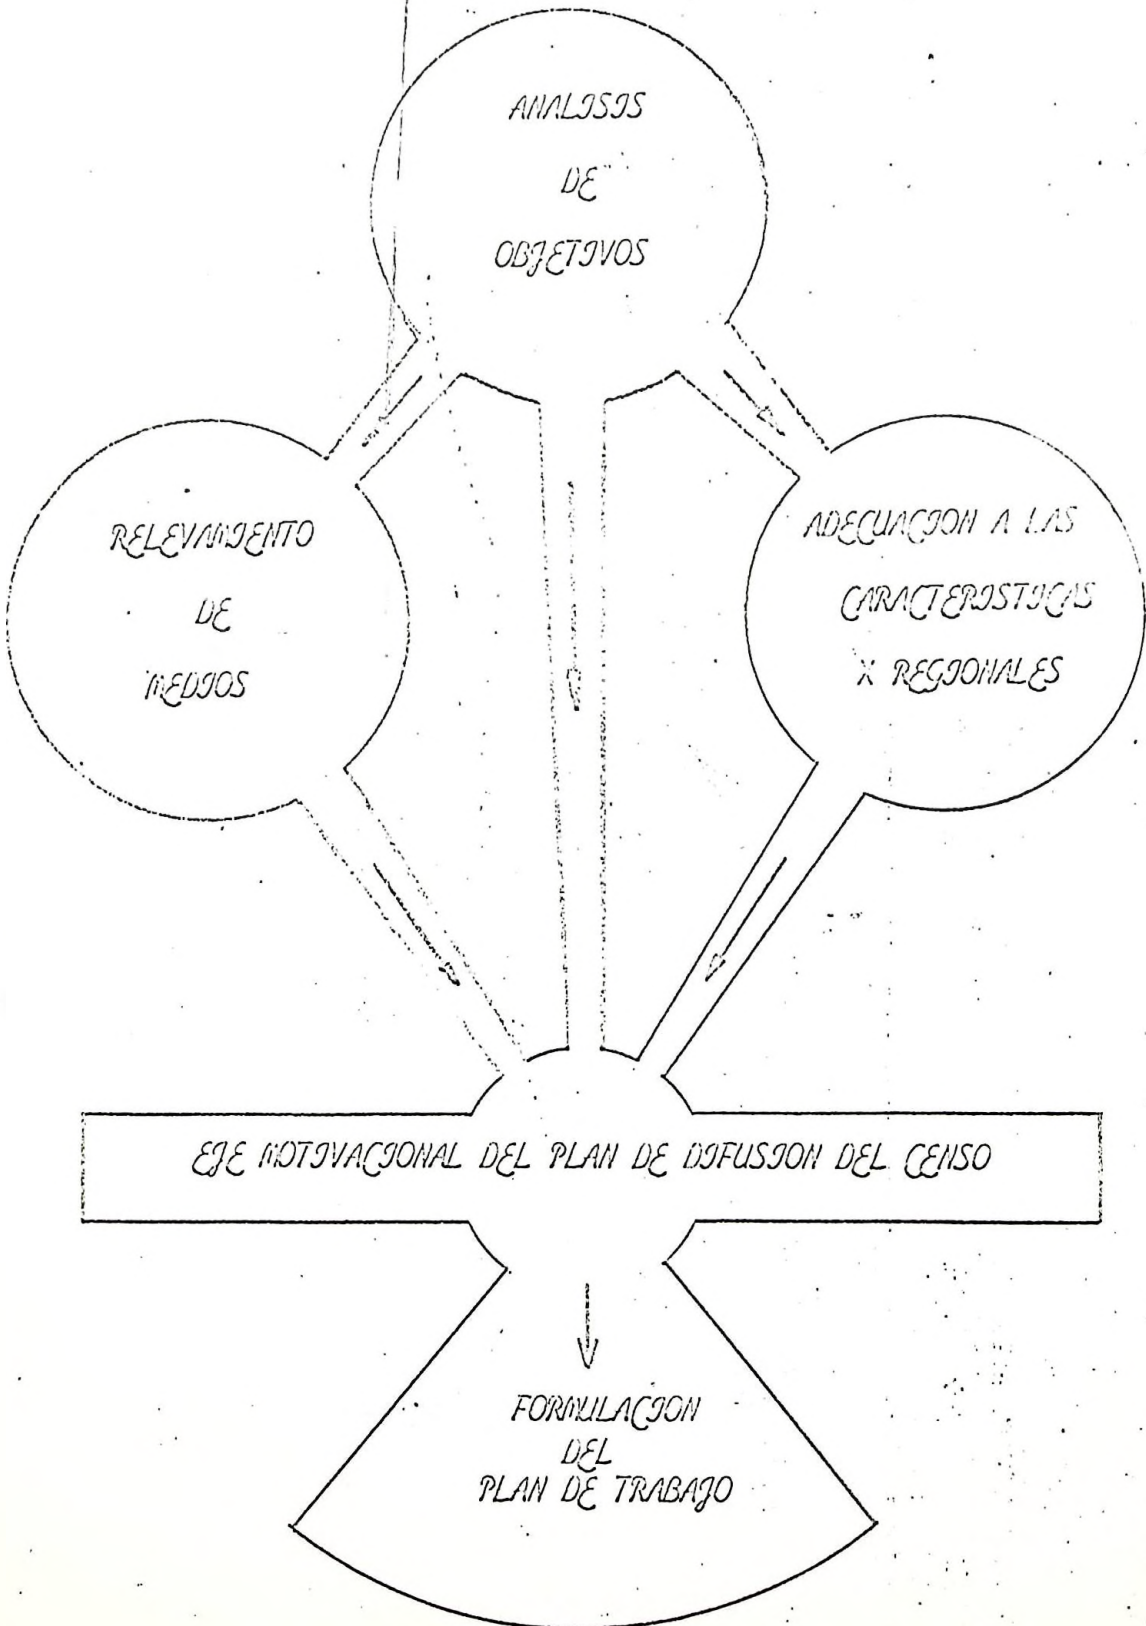 ANALISIS
DE
OBJETIVOS
RELEVAMIENTO
DE
MEDIOS
ADECUACION A LAS
CARACTERISTICAS
X REGIONALES
EJE MOTIVACIONAL DEL PLAN DE DIFUSION DEL CENSO
FORMULACION
DEL
PLAN DE TRABAJO